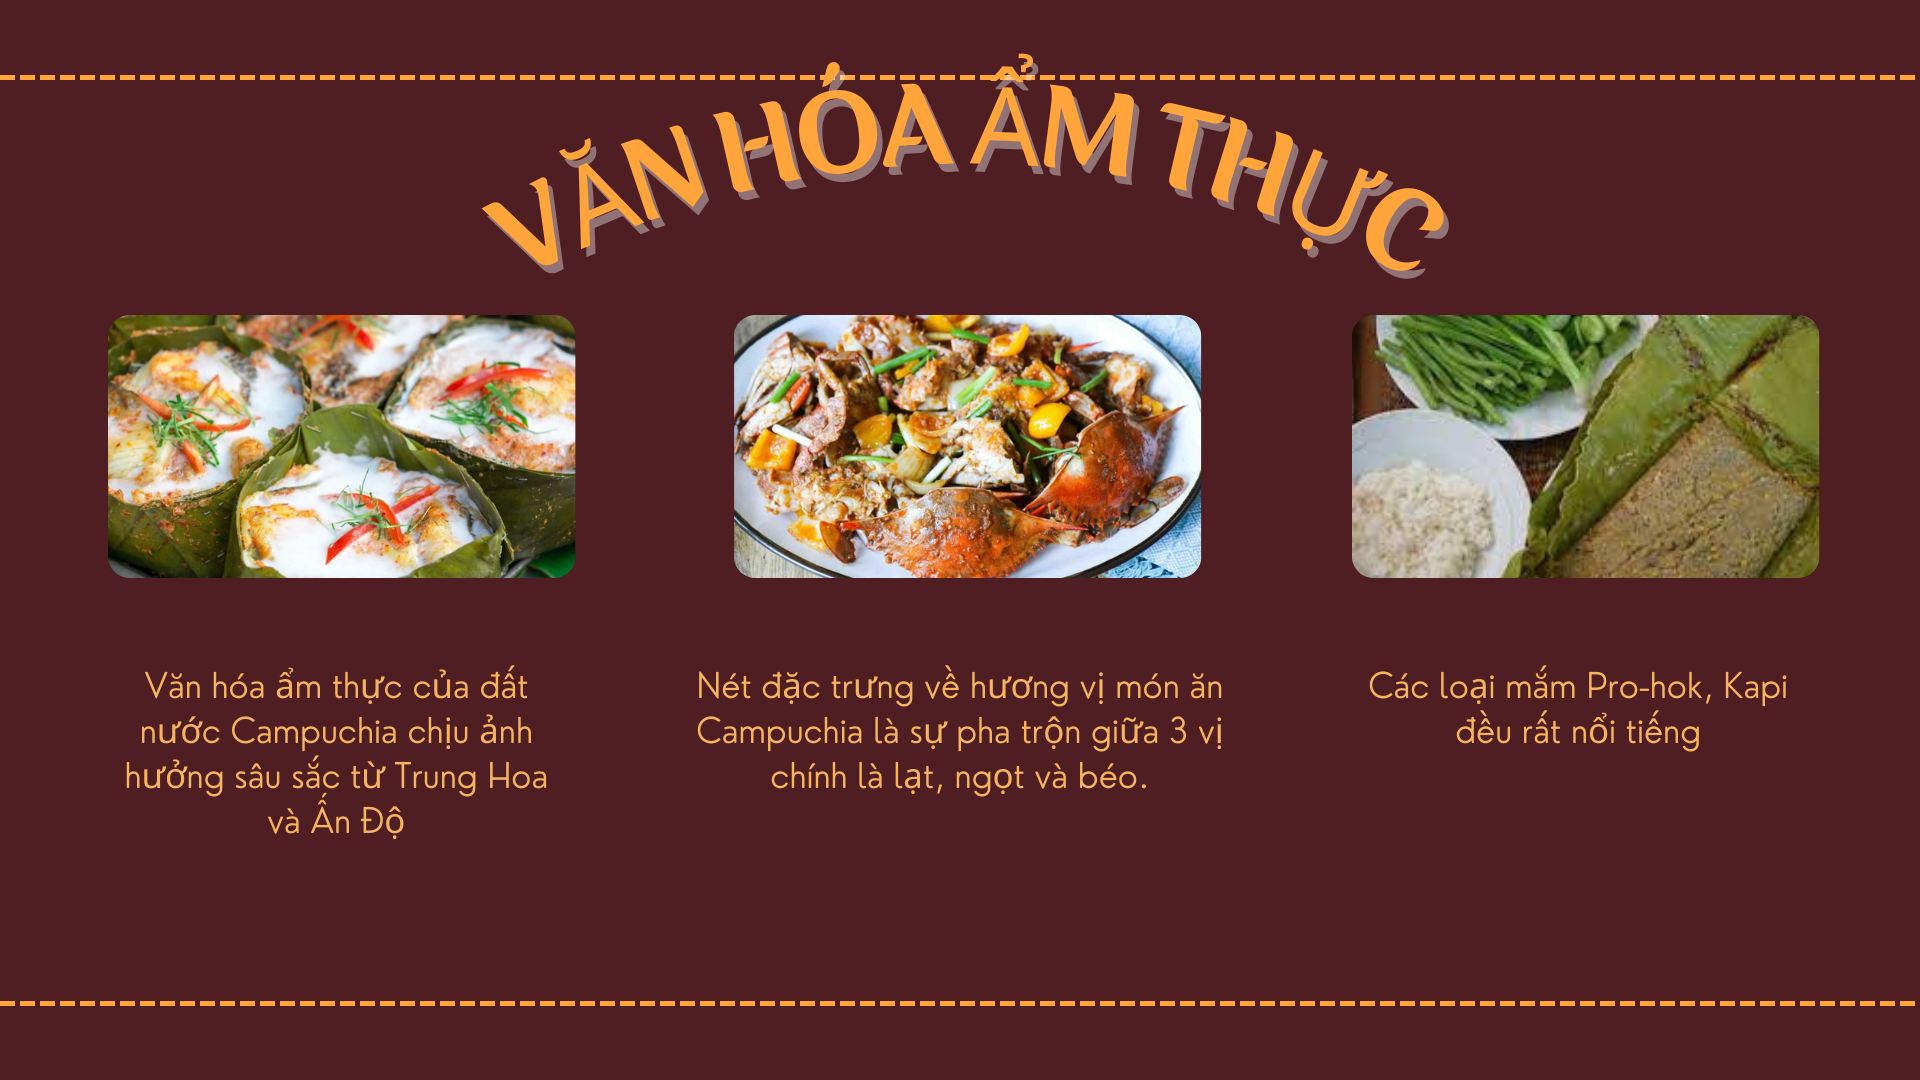 VĂN HÓA ẨM THỰC
Văn hóa ẩm thực của đất
nước Campuchia chịu ảnh
hưởng sâu sắc từ Trung Hoa
và Ấn Độ
Nét đặc trưng về hương vị món ăn
Campuchia là sự pha trộn giữa 3 vị
chính là lạt, ngọt và béo.
Các loại mắm Pro-hok, Kapi
đều rất nổi tiếng